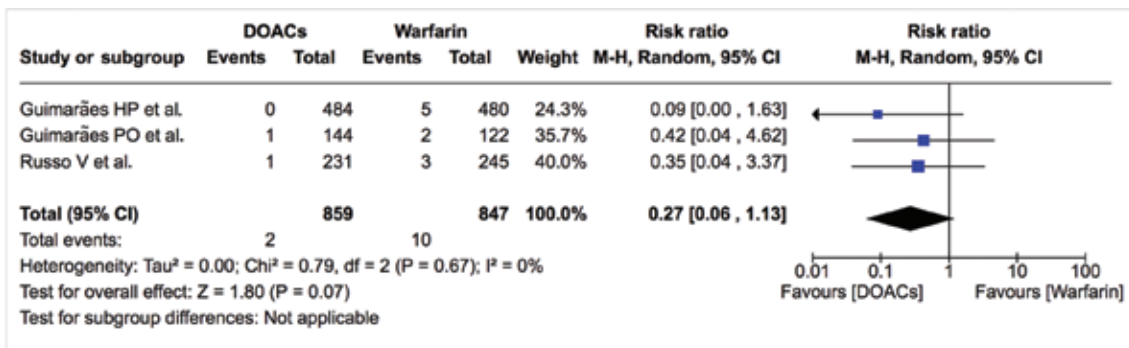 DOACs Warfarin Risk ratio Risk ratio
Study or subgroup Events Total Events Total Weight M-H, Random, 95% CI M-H, Random, 95% CI
Guimarães HP et al. 0 484 5 480 24.3% 0.09 [0.00 , 1.63]
Guimarães PO et al. 1 144 2 122 35.7% 0.42 [0.04 , 4.62]
Russo V et al. 1 231 3 245 40.0% 0.35 [0.04 , 3.37]
Total (95% CI) 859 847 100.0% 0.27 [0.06 , 1.13]
Total events: 2 10
Heterogeneity: Tau² = 0.00; Chi² = 0.79, df = 2 (P = 0.67); I² = 0%
Test for overall effect: Z = 1.80 (P = 0.07)
Test for subgroup differences: Not applicable
0.01 0.1 1 10 100
Favours [DOACs] Favours [Warfarin]